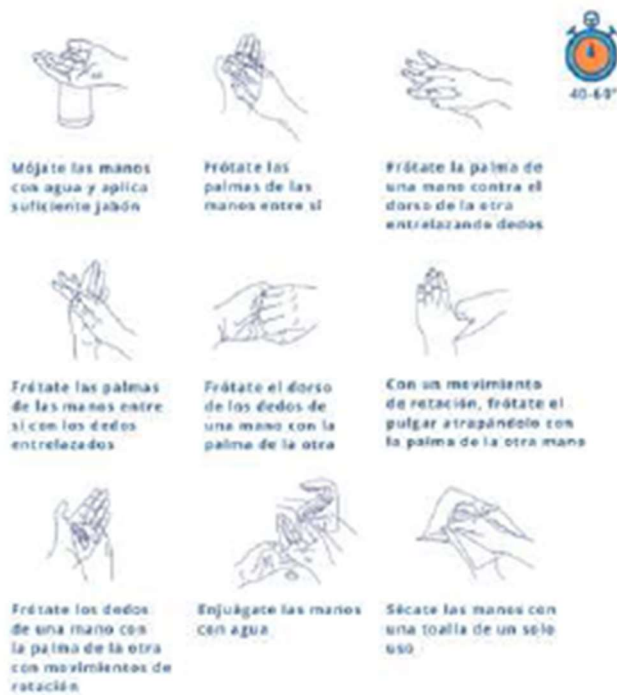 40-60"
Mójate las manos
con agua y aplica
suficiente jabón
Frótate las
palmas de las
manos entre sí
Frótate la palma de
una mano contra el
dorso de la otra
entrelazando dedos
Frótate las palmas
de las manos entre
sí con los dedos
entrelazados
Frótate el dorso
de los dedos de
una mano con la
palma de la otra
Con un movimiento
de rotación, frótate el
pulgar atrapándolo con
la palma de la otra mano
Frótate los dedos
de una mano con
la palma de la otra
con movimientos de
rotación
Enjuágate las manos
con agua
Sécate las manos con
una toalla de un solo
uso